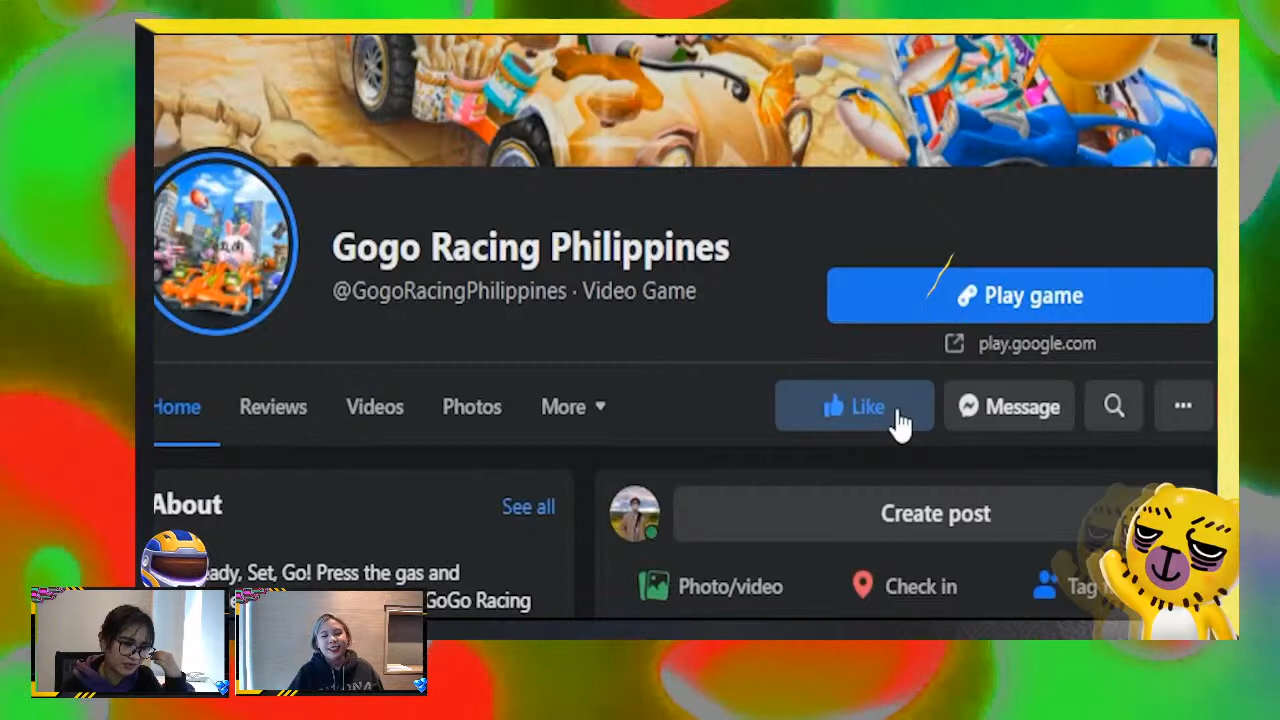 Gogo Racing Philippines
@GogoRacingPhilippines · Video Game
Play game
play.google.com
Home
Reviews
Videos
Photos
More
Like
Message
About
See all
Create post
Set, Go! Press the gas and
GoGo Racing
Photo/video
Check in
Tag